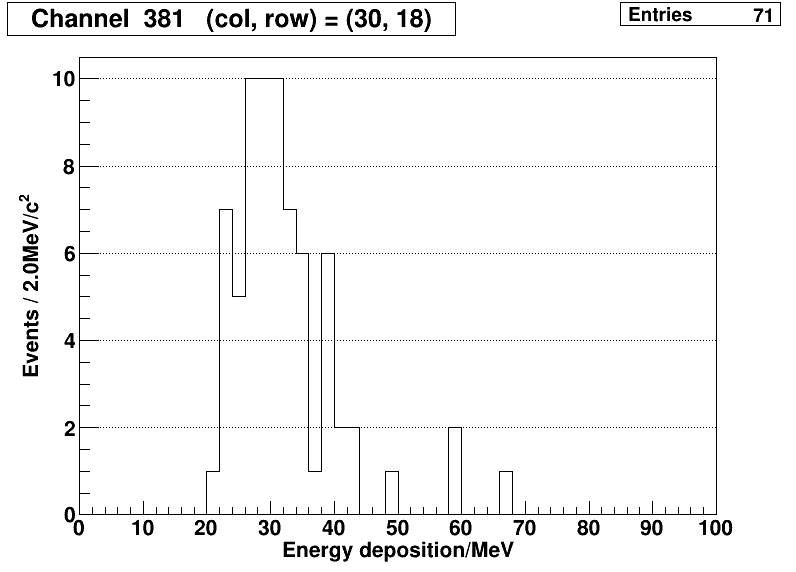 Channel 381 (col, row) = (30, 18)
Entries 71
10
8
6
4
2
0
Events / 2.0MeV/c²
0 10 20 30 40 50 60 70 80 90 100
Energy deposition/MeV